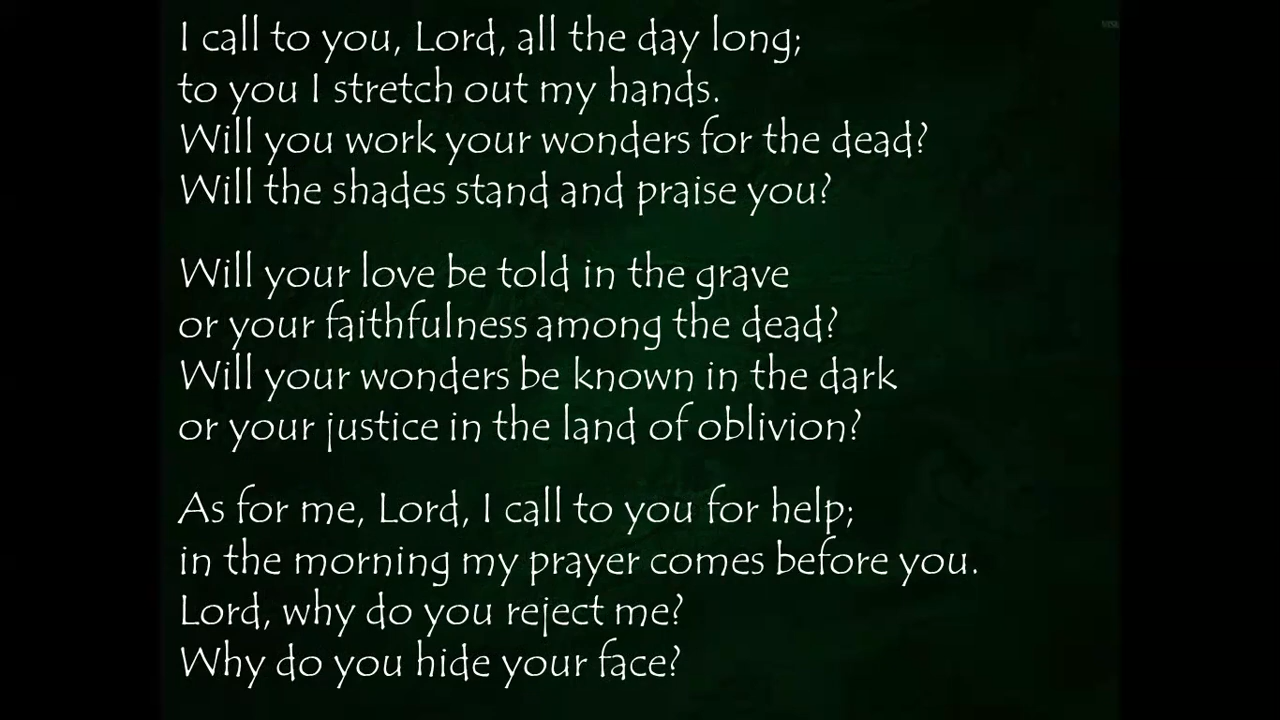 I call to you, Lord, all the day long;
to you I stretch out my hands.
Will you work your wonders for the dead?
Will the shades stand and praise you?
Will your love be told in the grave
or your faithfulness among the dead?
Will your wonders be known in the dark
or your justice in the land of oblivion?
As for me, Lord, I call to you for help;
in the morning my prayer comes before you.
Lord, why do you reject me?
Why do you hide your face?